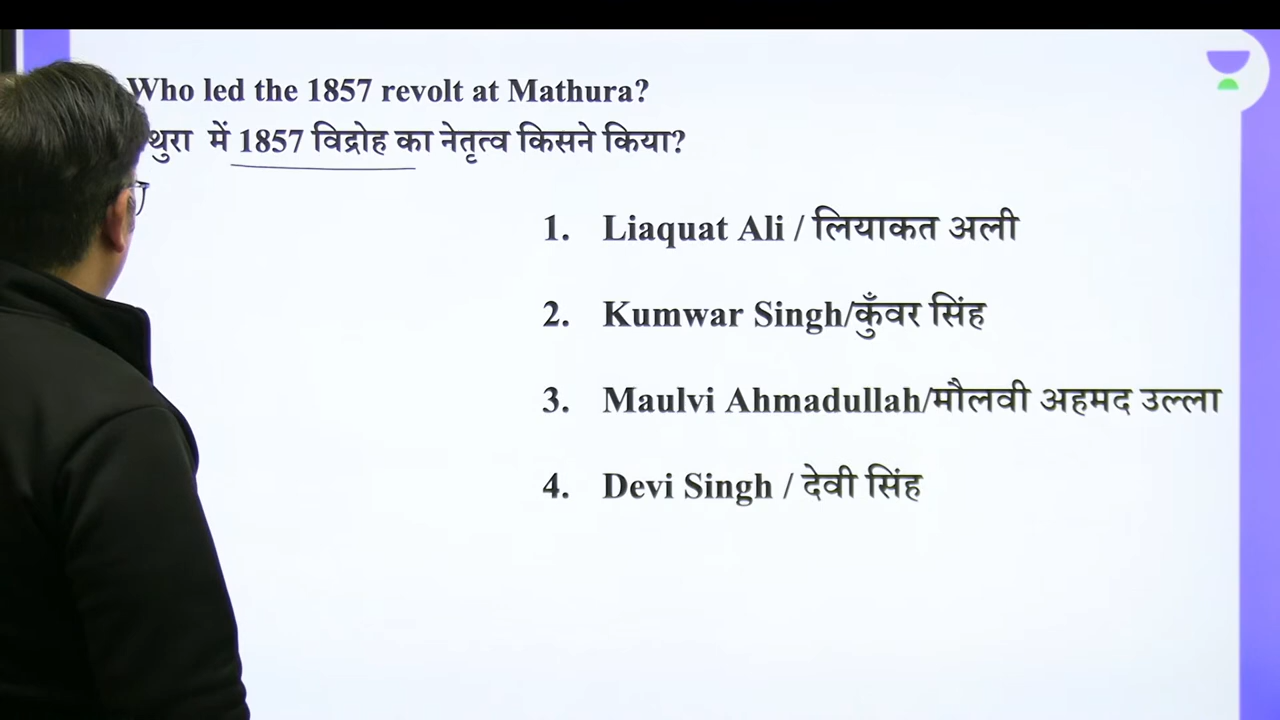 Who led the 1857 revolt at Mathura?
थुरा में 1857 विद्रोह का नेतृत्व किसने किया?
1. Liaquat Ali / लियाकत अली
2. Kumwar Singh/कुँवर सिंह
3. Maulvi Ahmadullah/मौलवी अहमद उल्ला
4. Devi Singh / देवी सिंह